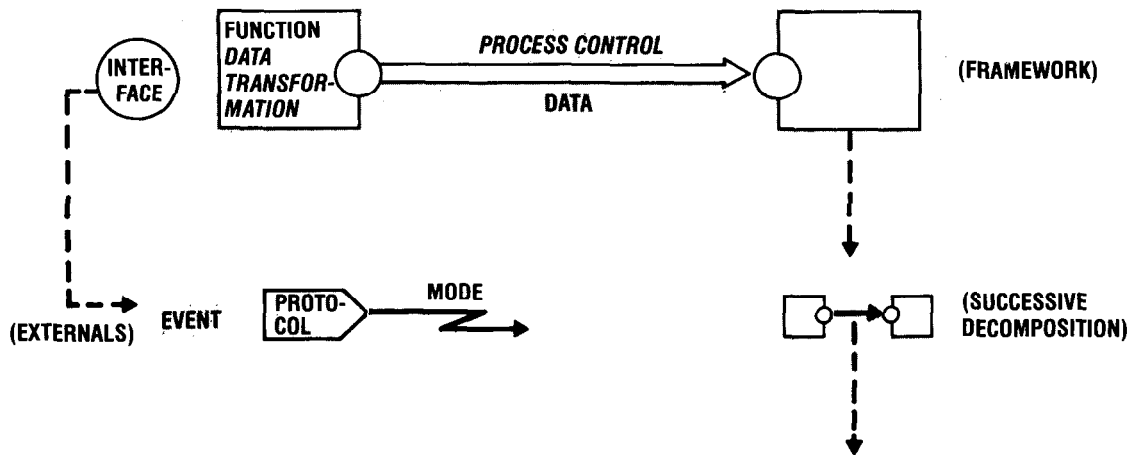 INTER-
FACE
FUNCTION
DATA
TRANSFOR-
MATION
PROCESS CONTROL
DATA
(FRAMEWORK)
(EXTERNALS)
EVENT
PROTO-
COL
MODE
(SUCCESSIVE
DECOMPOSITION)